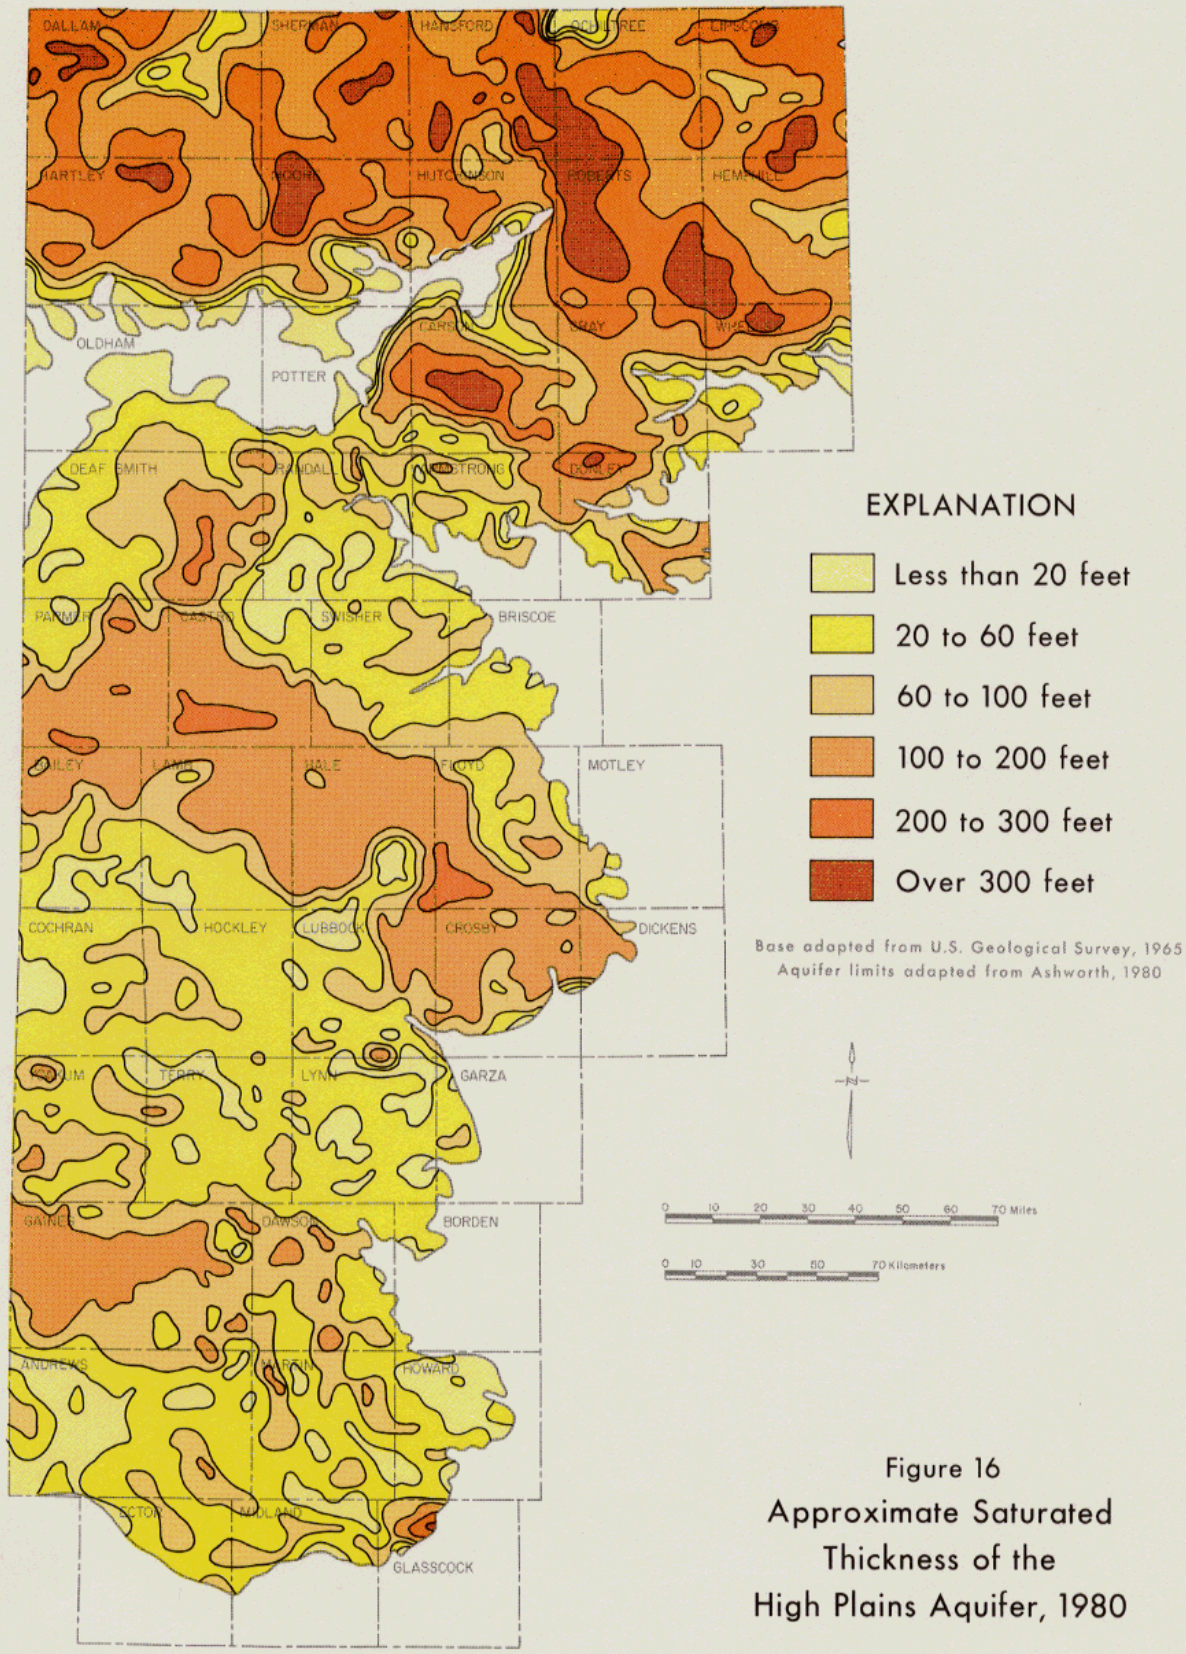 DALLAM SHERMAN HANSFORD OCHILTREE LIPSCOMB
HARTLEY MOORE HUTCHINSON ROBERTS HEMPHILL
OLDHAM POTTER CARSON GRAY WHEELER
DEAF SMITH RANDALL ARMSTRONG DONLEY
PARMER CASTRO SWISHER BRISCOE
BAILEY LAMB HALE FLOYD MOTLEY
COCHRAN HOCKLEY LUBBOCK CROSBY DICKENS
YOAKUM TERRY LYNN GARZA
GAINES DAWSON BORDEN
ANDREWS MARTIN HOWARD
ECTOR MIDLAND GLASSCOCK
EXPLANATION
Less than 20 feet
20 to 60 feet
60 to 100 feet
100 to 200 feet
200 to 300 feet
Over 300 feet
Base adapted from U.S. Geological Survey, 1965
Aquifer limits adapted from Ashworth, 1980
N
0 10 20 30 40 50 60 70 Miles
0 10 30 50 70 Kilometers
Figure 16
Approximate Saturated
Thickness of the
High Plains Aquifer, 1980